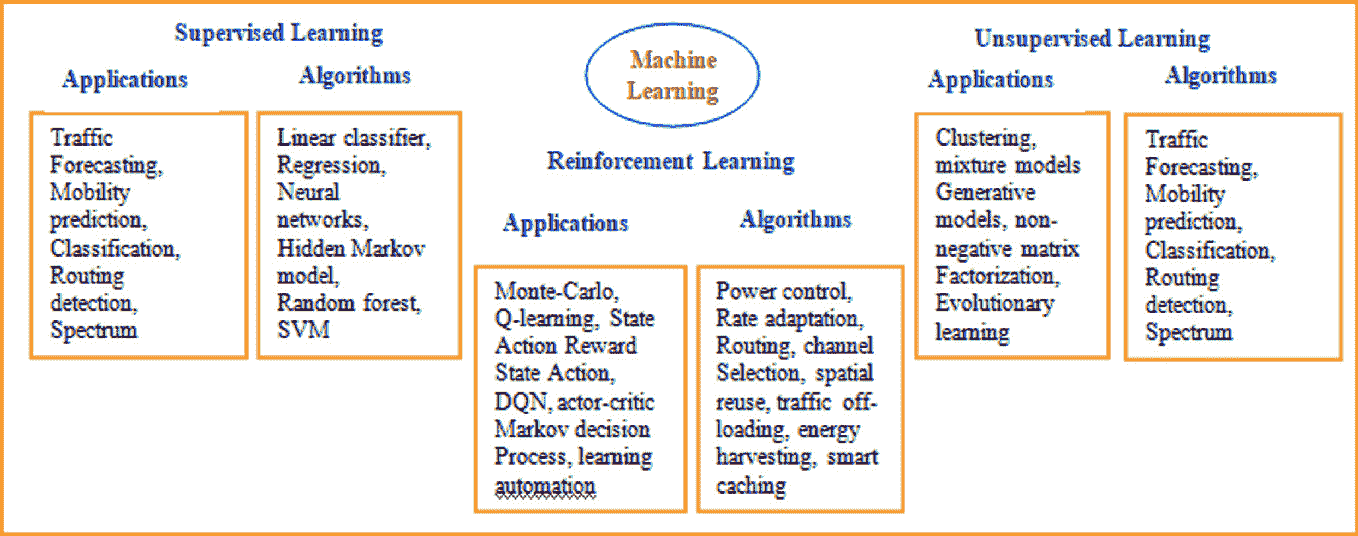 Supervised Learning
Applications
Algorithms
Traffic
Forecasting,
Mobility
prediction,
Classification,
Routing
detection,
Spectrum
Linear classifier,
Regression,
Neural
networks,
Hidden Markov
model,
Random forest,
SVM
Machine
Learning
Reinforcement Learning
Applications
Algorithms
Monte-Carlo,
Q-learning, State
Action Reward
State Action,
DQN, actor-critic
Markov decision
Process, learning
automation
Power control,
Rate adaptation,
Routing, channel
Selection, spatial
reuse, traffic off-
loading, energy
harvesting, smart
caching
Unsupervised Learning
Applications
Algorithms
Clustering,
mixture models
Generative
models, non-
negative matrix
Factorization,
Evolutionary
learning
Traffic
Forecasting,
Mobility
prediction,
Classification,
Routing
detection,
Spectrum